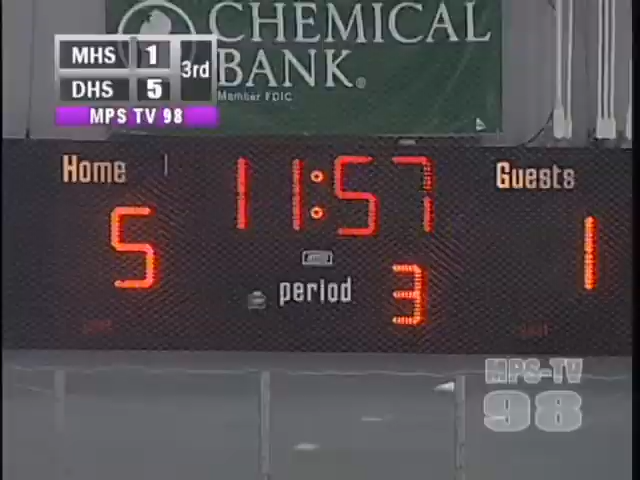 CHEMICAL
BANK®
Member FDIC
MHS 1 3rd
DHS 5
MPS TV 98
Home 11:57 Guests
5 1
period 3
MPS-TV
98